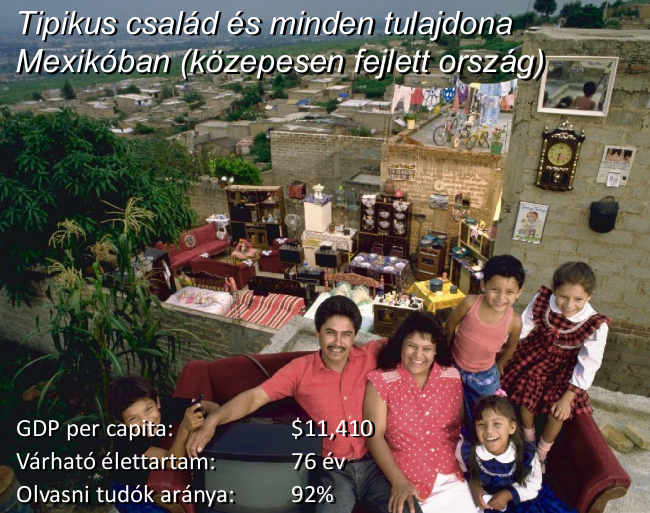 Tipikus család és minden tulajdona
Mexikóban (közepesen fejlett ország)
GDP per capita: $11,410
Várható élettartam: 76 év
Olvasni tudók aránya: 92%